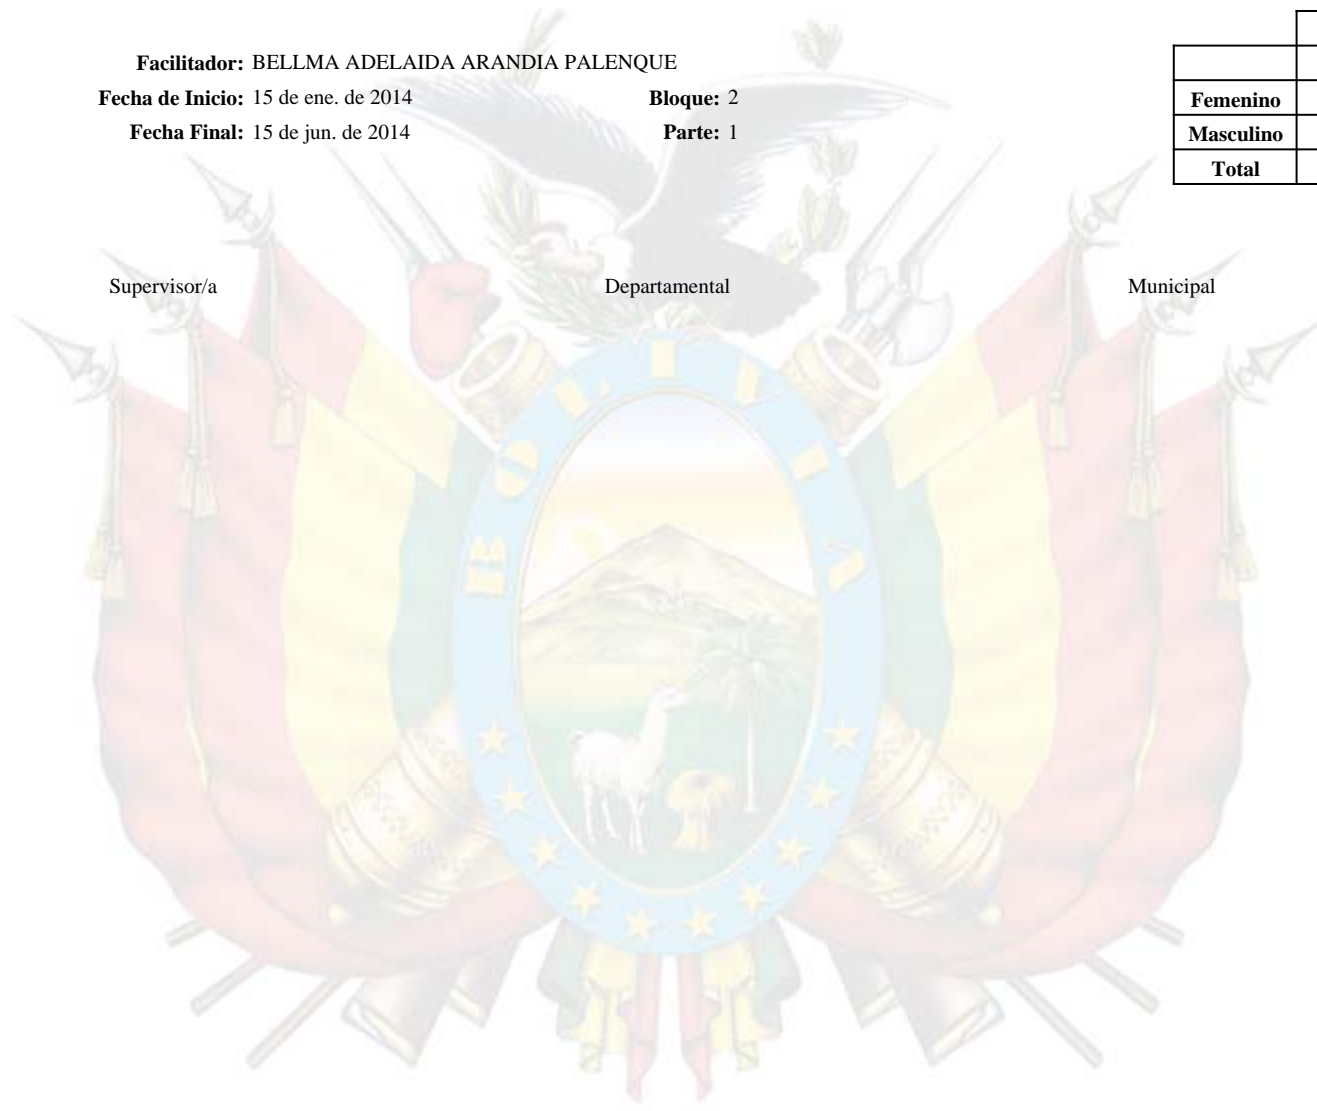 Facilitador: BELLMA ADELAIDA ARANDIA PALENQUE
Fecha de Inicio: 15 de ene. de 2014 Bloque: 2
Fecha Final: 15 de jun. de 2014 Parte: 1
Femenino
Masculino
Total
Supervisor/a Departamental Municipal
BOLIVIA